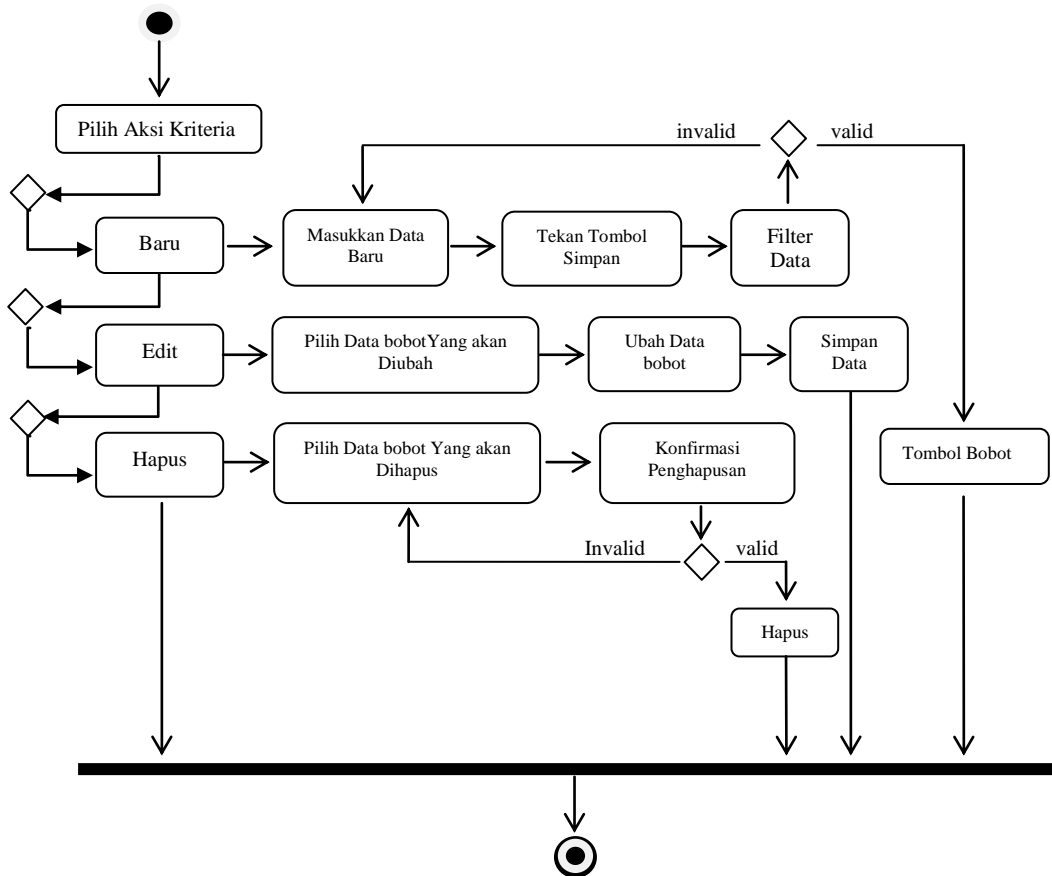 Pilih Aksi Kriteria
invalid
valid
Baru
Masukkan Data
Baru
Tekan Tombol
Simpan
Filter
Data
Edit
Pilih Data bobotYang akan
Diubah
Ubah Data
bobot
Simpan
Data
Hapus
Pilih Data bobot Yang akan
Dihapus
Konfirmasi
Penghapusan
Tombol Bobot
Invalid
valid
Hapus